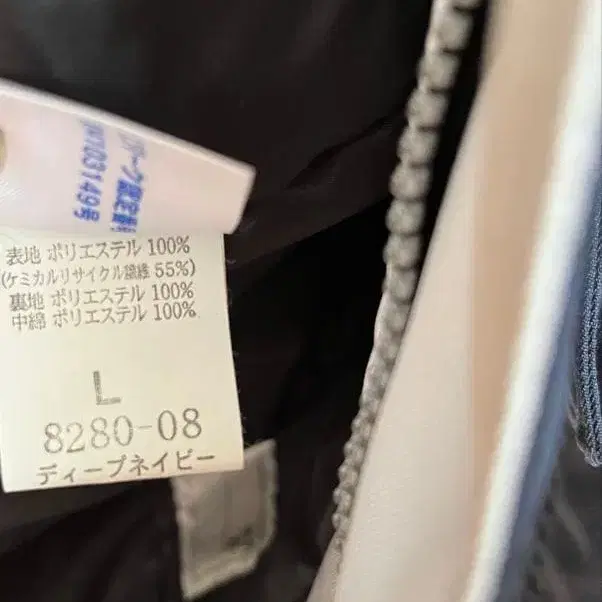 表地 ポリエステル 100%
(ケミカルリサイクル繊維 55%)
裏地 ポリエステル 100%
中綿 ポリエステル 100%
L
8280-08
ディープネイビー